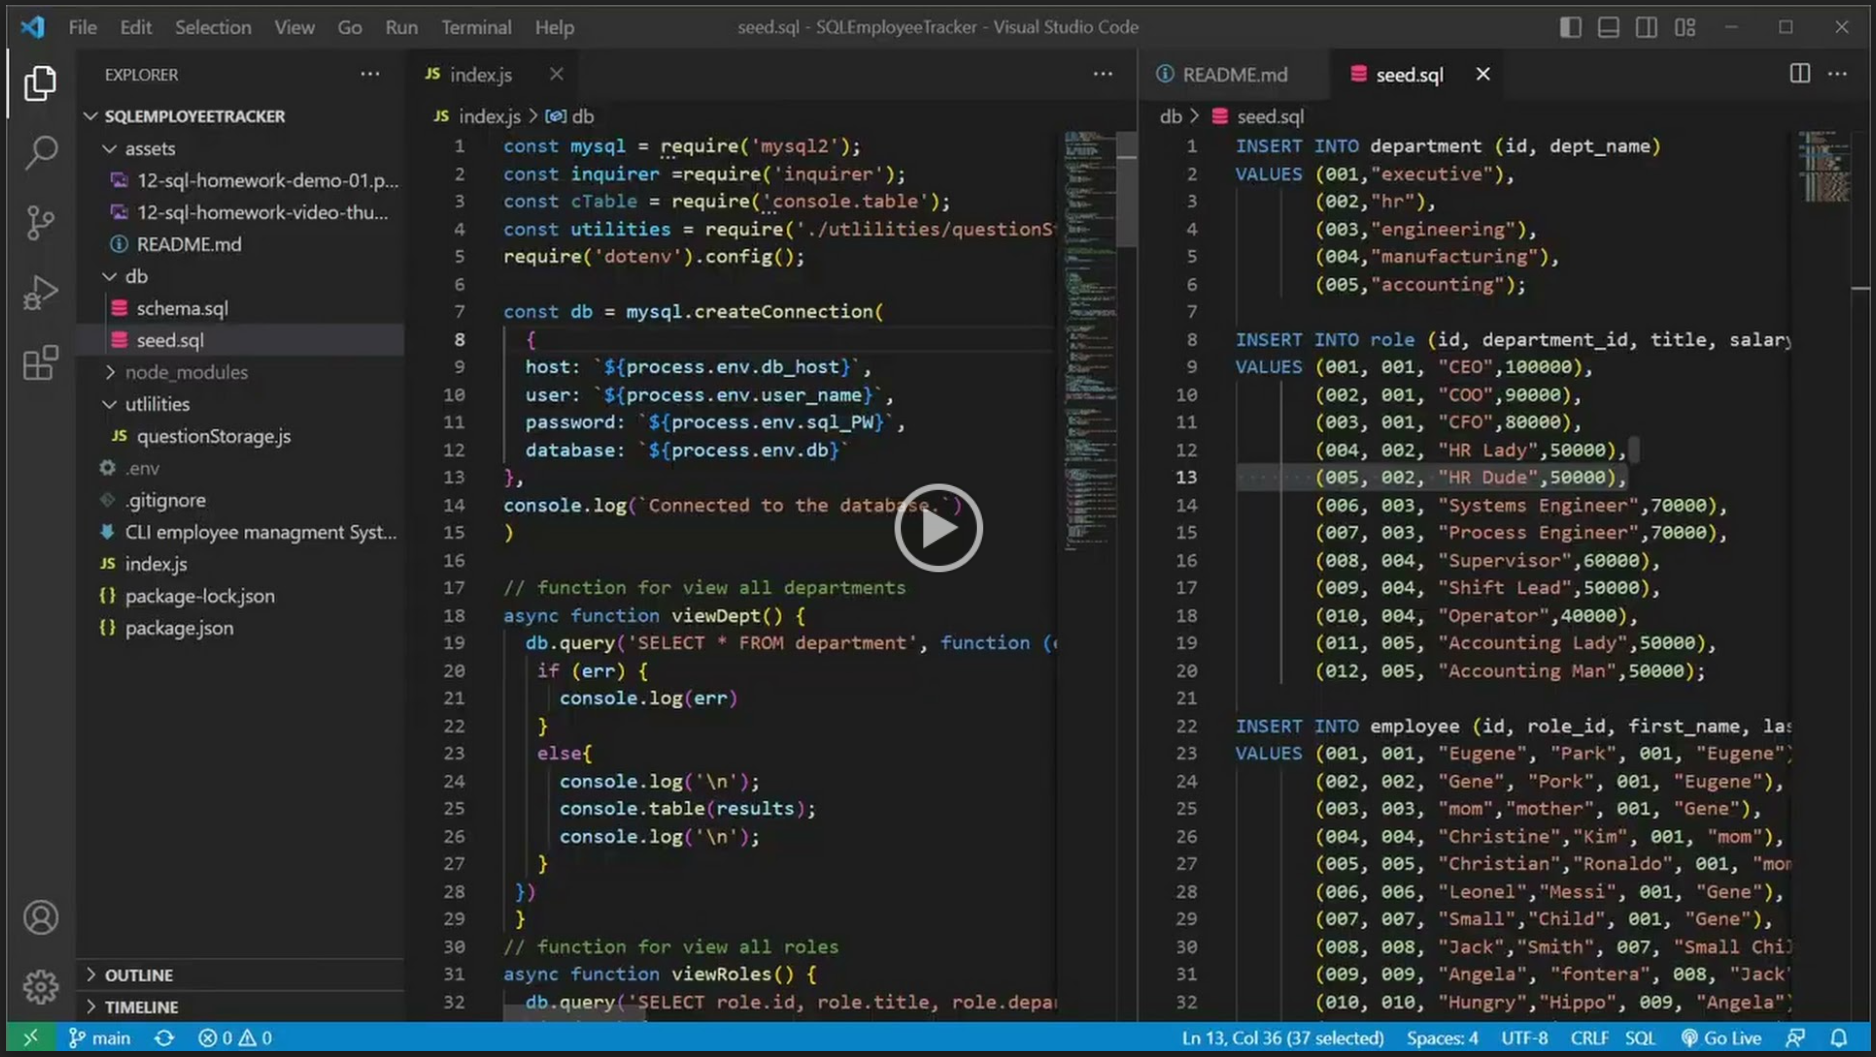 File Edit Selection View Go Run Terminal Help
seed.sql - SQLEmployeeTracker - Visual Studio Code
EXPLORER
SQLEMPLOYEETRACKER
assets
12-sql-homework-demo-01.p...
12-sql-homework-video-thu...
README.md
db
schema.sql
seed.sql
node_modules
utlilities
JS questionStorage.js
.env
.gitignore
CLI employee managment Syst...
JS index.js
{} package-lock.json
{} package.json
OUTLINE
TIMELINE
JS index.js
JS index.js > db
1 const mysql = require('mysql2');
2 const inquirer =require('inquirer');
3 const cTable = require('console.table');
4 const utilities = require('./utlilities/questionSt
5 require('dotenv').config();
6
7 const db = mysql.createConnection(
8 {
9 host: `${process.env.db_host}`,
10 user: `${process.env.user_name}`,
11 password: `${process.env.sql_PW}`,
12 database: `${process.env.db}`
13 },
14 console.log(`Connected to the database.`)
15 )
16
17 // function for view all departments
18 async function viewDept() {
19 db.query('SELECT * FROM department', function (e
20 if (err) {
21 console.log(err)
22 }
23 else{
24 console.log('\n');
25 console.table(results);
26 console.log('\n');
27 }
28 })
29 }
30 // function for view all roles
31 async function viewRoles() {
32 db.query('SELECT role.id, role.title, role.depa
README.md
seed.sql
db > seed.sql
1 INSERT INTO department (id, dept_name)
2 VALUES (001,"executive"),
3 (002,"hr"),
4 (003,"engineering"),
5 (004,"manufacturing"),
6 (005,"accounting");
7
8 INSERT INTO role (id, department_id, title, salary
9 VALUES (001, 001, "CEO",100000),
10 (002, 001, "COO",90000),
11 (003, 001, "CFO",80000),
12 (004, 002, "HR Lady",50000),
13 (005, 002, "HR Dude",50000),
14 (006, 003, "Systems Engineer",70000),
15 (007, 003, "Process Engineer",70000),
16 (008, 004, "Supervisor",60000),
17 (009, 004, "Shift Lead",50000),
18 (010, 004, "Operator",40000),
19 (011, 005, "Accounting Lady",50000),
20 (012, 005, "Accounting Man",50000);
21
22 INSERT INTO employee (id, role_id, first_name, las
23 VALUES (001, 001, "Eugene", "Park", 001, "Eugene")
24 (002, 002, "Gene", "Pork", 001, "Eugene"),
25 (003, 003, "mom","mother", 001, "Gene"),
26 (004, 004, "Christine","Kim", 001, "mom"),
27 (005, 005, "Christian","Ronaldo", 001, "mom
28 (006, 006, "Leonel","Messi", 001, "Gene"),
29 (007, 007, "Small","Child", 001, "Gene"),
30 (008, 008, "Jack","Smith", 007, "Small Chil
31 (009, 009, "Angela", "fontera", 008, "Jack"
32 (010, 010, "Hungry","Hippo", 009, "Angela")
main 0 0
Ln 13, Col 36 (37 selected) Spaces: 4 UTF-8 CRLF SQL Go Live